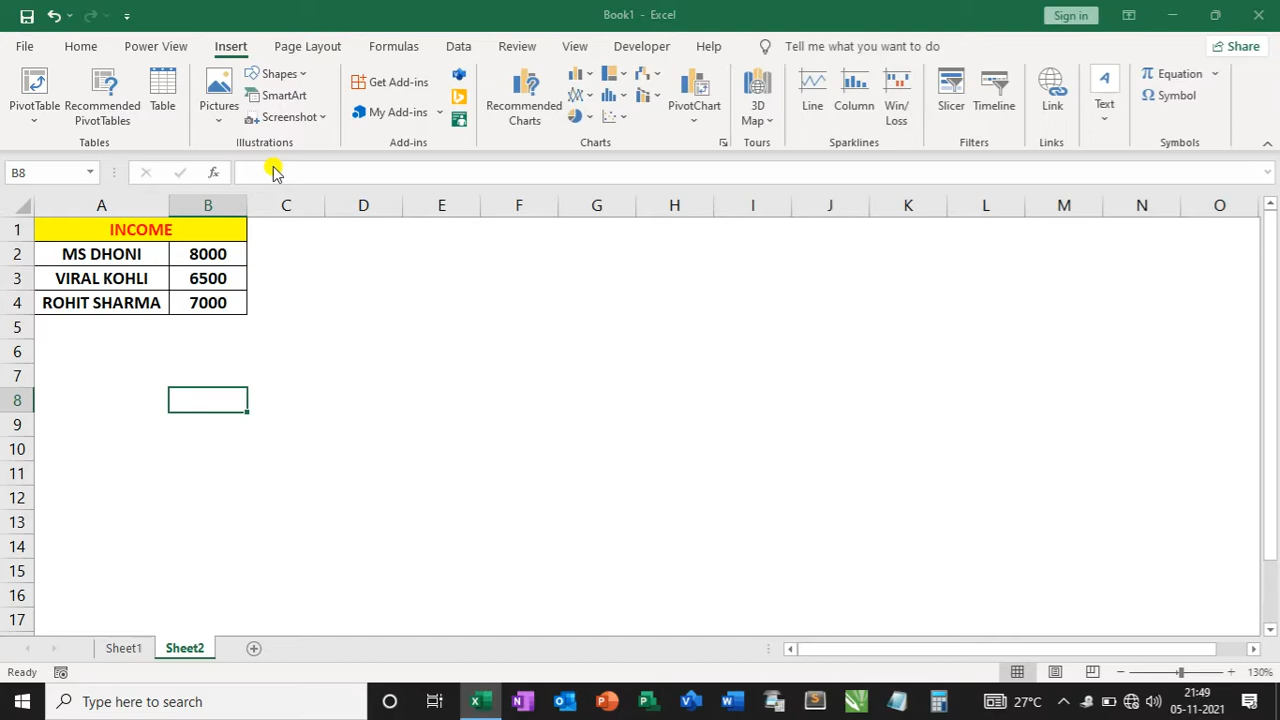 Book1 - Excel
Sign in
File Home Power View Insert Page Layout Formulas Data Review View Developer Help Tell me what you want to do Share
PivotTable
Recommended PivotTables
Table
Tables
Pictures
Shapes
SmartArt
Screenshot
Illustrations
Get Add-ins
My Add-ins
Add-ins
Recommended Charts
PivotChart
Charts
3D Map
Tours
Line
Column
Win/ Loss
Sparklines
Slicer
Timeline
Filters
Link
Links
Text
Equation
Symbol
Symbols
B8
fx
A B C D E F G H I J K L M N O
1 INCOME
2 MS DHONI 8000
3 VIRAL KOHLI 6500
4 ROHIT SHARMA 7000
5
6
7
8
9
10
11
12
13
14
15
16
17
Sheet1 Sheet2
Ready 130%
Type here to search 27°C 21:49
05-11-2021